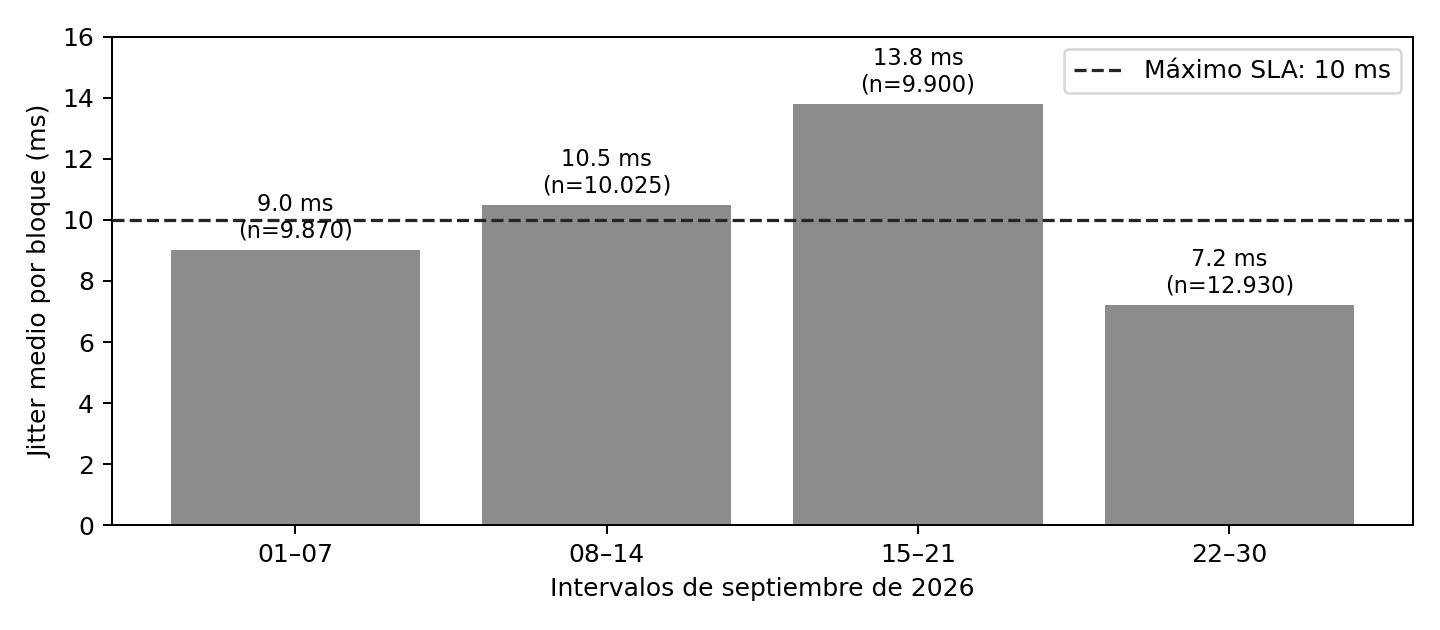 Jitter medio por bloque (ms)
16
14
12
10
8
6
4
2
0
9.0 ms
(n=9.870)
10.5 ms
(n=10.025)
13.8 ms
(n=9.900)
7.2 ms
(n=12.930)
Máximo SLA: 10 ms
01–07
08–14
15–21
22–30
Intervalos de septiembre de 2026